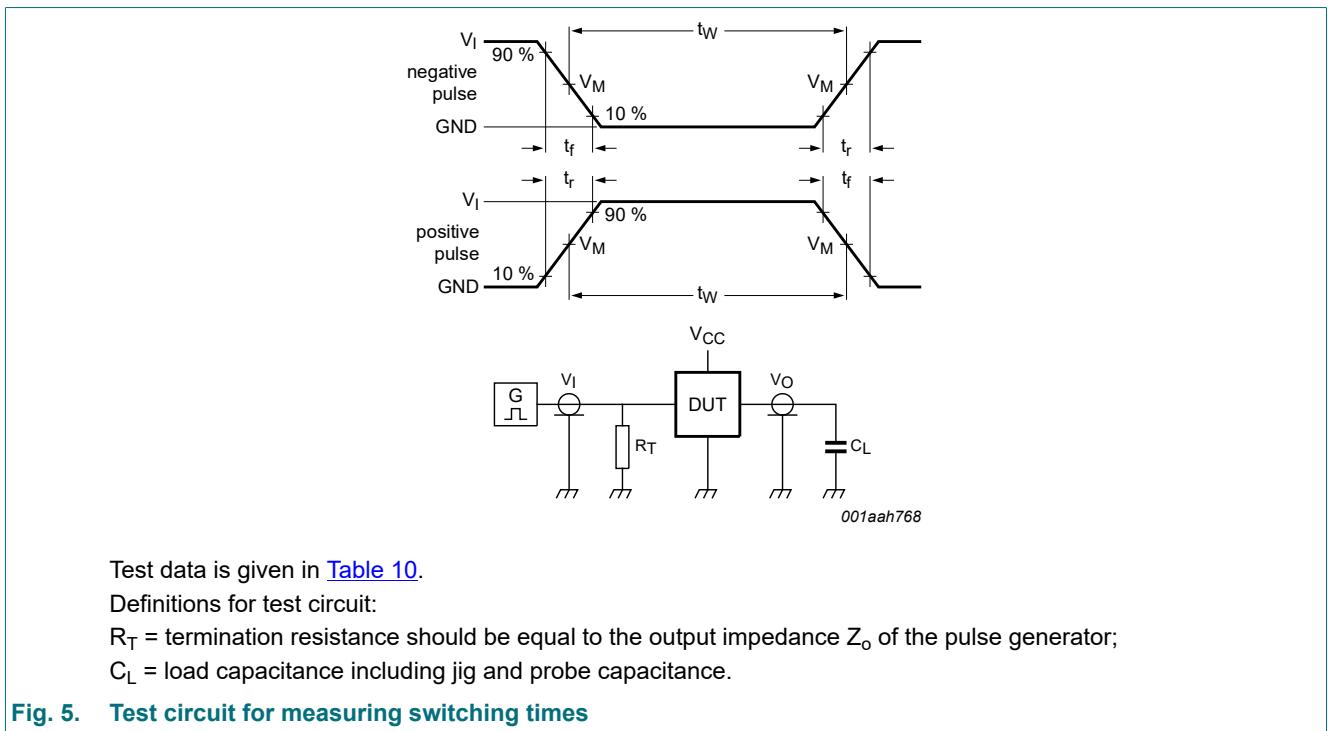 VI
tW
90 %
negative
pulse
VM
VM
10 %
GND
tf
tr
tr
tf
VI
90 %
positive
pulse
VM
VM
10 %
GND
tW
VCC
G
VI
DUT
VO
RT
CL
001aah768
Test data is given in Table 10.
Definitions for test circuit:
RT = termination resistance should be equal to the output impedance Zo of the pulse generator;
CL = load capacitance including jig and probe capacitance.
Fig. 5. Test circuit for measuring switching times